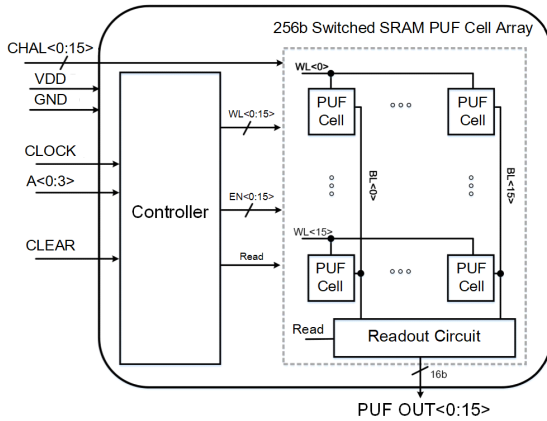 256b Switched SRAM PUF Cell Array
CHAL<0:15>
VDD
GND
CLOCK
A<0:3>
CLEAR
Controller
WL<0:15>
EN<0:15>
Read
WL<0>
PUF
Cell
PUF
Cell
BL<0>
BL<15>
WL<15>
PUF
Cell
PUF
Cell
Read
Readout Circuit
16b
PUF OUT<0:15>